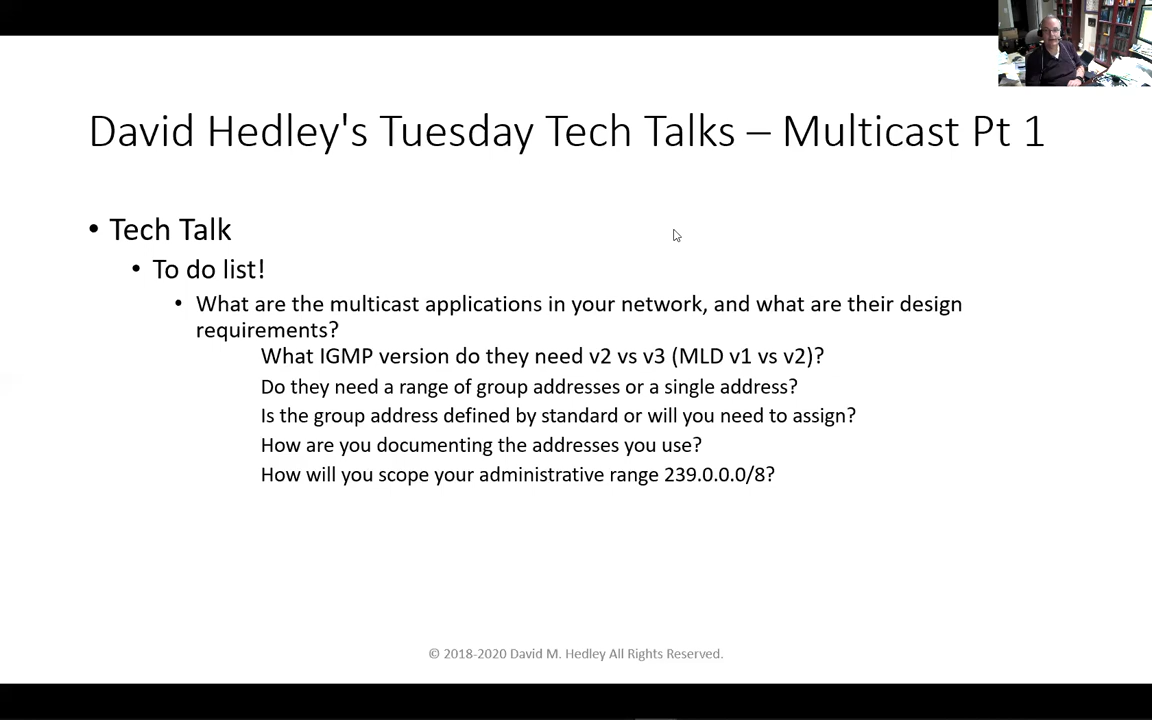 David Hedley's Tuesday Tech Talks – Multicast Pt 1
• Tech Talk
• To do list!
• What are the multicast applications in your network, and what are their design
requirements?
What IGMP version do they need v2 vs v3 (MLD v1 vs v2)?
Do they need a range of group addresses or a single address?
Is the group address defined by standard or will you need to assign?
How are you documenting the addresses you use?
How will you scope your administrative range 239.0.0.0/8?
© 2018-2020 David M. Hedley All Rights Reserved.